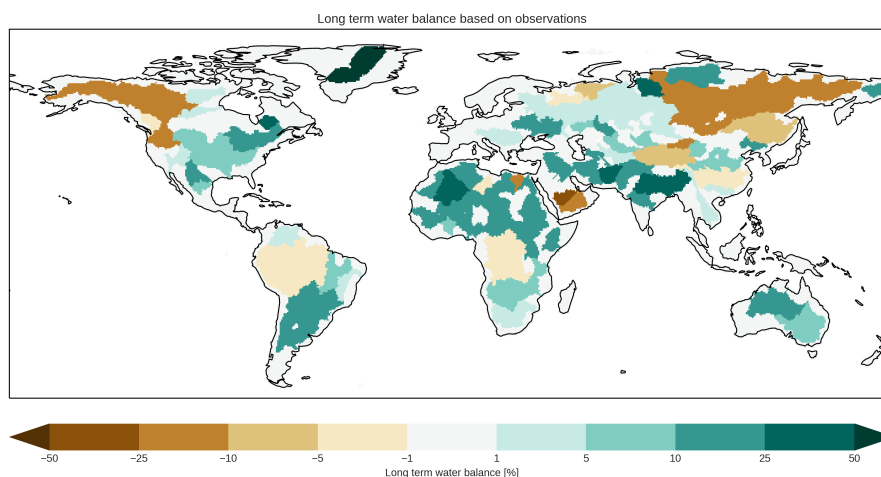 Long term water balance based on observations
−50 −25 −10 −5 −1 1 5 10 25 50
Long term water balance [%]